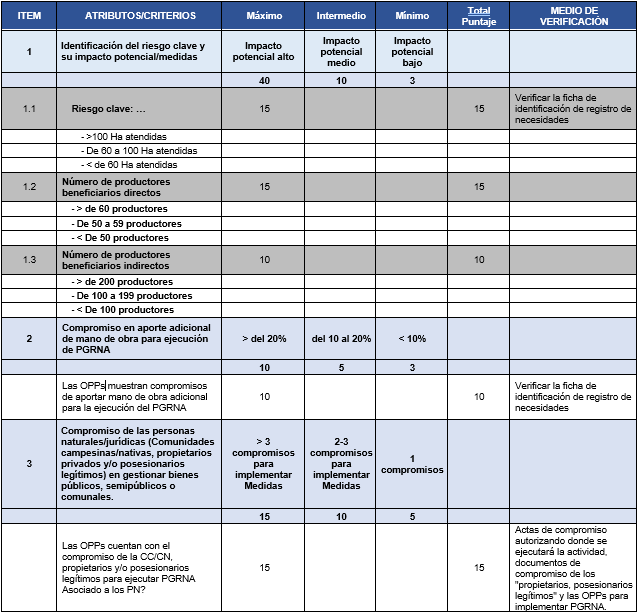 ITEM ATRIBUTOS/CRITERIOS Máximo Intermedio Mínimo Total Puntaje MEDIO DE VERIFICACIÓN
1 Identificación del riesgo clave y su impacto potencial/medidas Impacto potencial alto Impacto potencial medio Impacto potencial bajo
40 10 3
1.1 Riesgo clave: … 15 15 Verificar la ficha de identificación de registro de necesidades
- >100 Ha atendidas
- De 60 a 100 Ha atendidas
- < de 60 Ha atendidas
1.2 Número de productores beneficiarios directos 15 15
- > de 60 productores
- De 50 a 59 productores
- < De 50 productores
1.3 Número de productores beneficiarios indirectos 10 10
- > de 200 productores
- De 100 a 199 productores
- < De 100 productores
2 Compromiso en aporte adicional de mano de obra para ejecución de PGRNA > del 20% del 10 al 20% < 10%
10 5 3
Las OPPs muestran compromisos de aportar mano de obra adicional para la ejecución del PGRNA 10 10 Verificar la ficha de identificación de registro de necesidades
3 Compromiso de las personas naturales/jurídicas (Comunidades campesinas/nativas, propietarios privados y/o posesionarios legítimos) en gestionar bienes públicos, semipúblicos o comunales. > 3 compromisos para implementar Medidas 2-3 compromisos para implementar Medidas 1 compromisos
15 10 5
Las OPPs cuentan con el compromiso de la CC/CN, propietarios y/o posesionarios legítimos para ejecutar PGRNA Asociado a los PN? 15 15 Actas de compromiso autorizando donde se ejecutará la actividad, documentos de compromiso de los "propietarios, posesionarios legítimos" y las OPPs para implementar PGRNA.